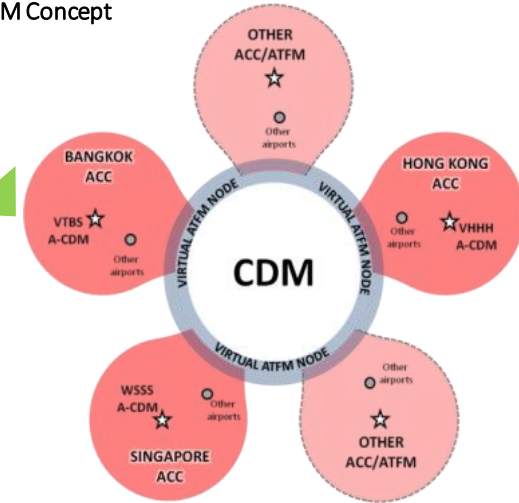 M Concept
OTHER
ACC/ATFM
Other
airports
BANGKOK
ACC
VTBS
A-CDM
Other
airports
HONG KONG
ACC
Other
airports
VHHH
A-CDM
VIRTUAL ATFM NODE
VIRTUAL ATFM NODE
CDM
VIRTUAL ATFM NODE
WSSS
A-CDM
Other
airports
SINGAPORE
ACC
Other
airports
OTHER
ACC/ATFM